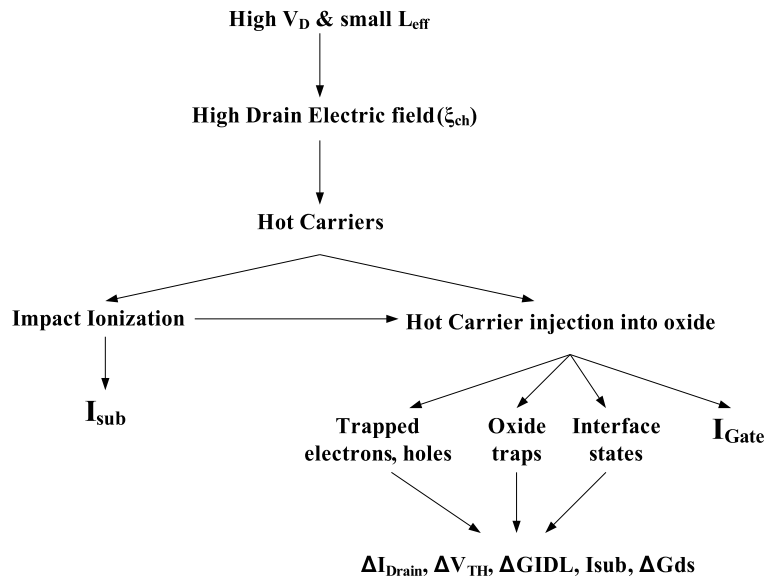 High V_D & small L_eff
High Drain Electric field(ξ_ch)
Hot Carriers
Impact Ionization
Hot Carrier injection into oxide
I_sub
Trapped
electrons, holes
Oxide
traps
Interface
states
I_Gate
ΔI_Drain, ΔV_TH, ΔGIDL, Isub, ΔGds